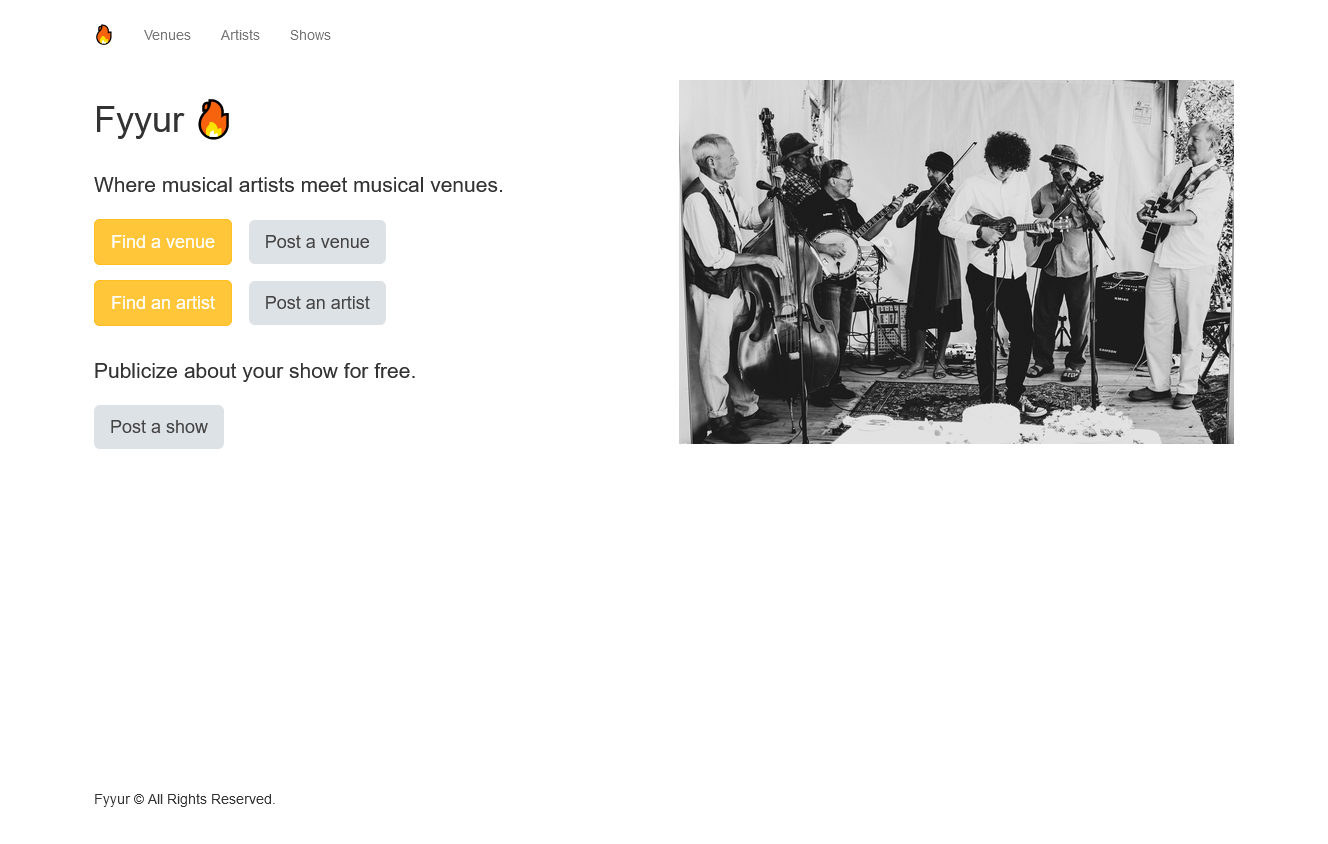 Venues Artists Shows
Fyyur
Where musical artists meet musical venues.
Find a venue Post a venue
Find an artist Post an artist
Publicize about your show for free.
Post a show
Fyyur © All Rights Reserved.